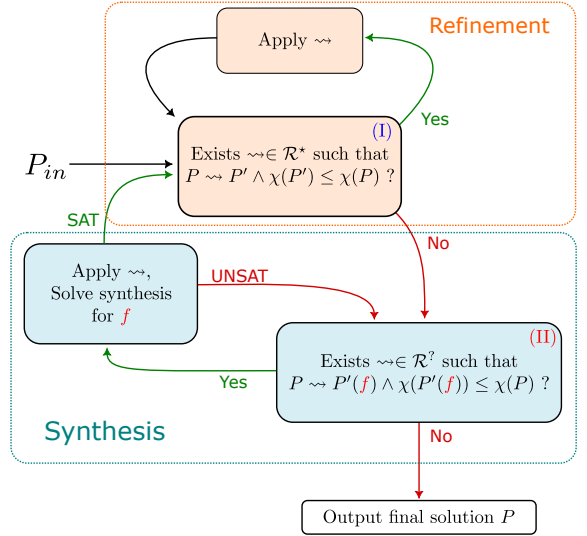 Refinement
Apply ⇝
Yes
(I)
Exists ⇝∈ R⋆ such that
P ⇝ P′ ∧ χ(P′) ≤ χ(P) ?
P_in
SAT
No
Apply ⇝,
Solve synthesis
for f
UNSAT
(II)
Exists ⇝∈ R? such that
P ⇝ P′(f) ∧ χ(P′(f)) ≤ χ(P) ?
Yes
Synthesis
No
Output final solution P